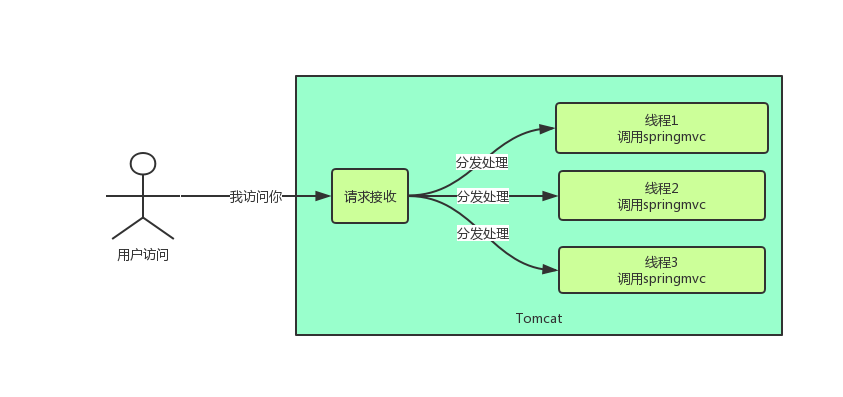 用户访问
我访问你
请求接收
分发处理
分发处理
分发处理
线程1
调用springmvc
线程2
调用springmvc
线程3
调用springmvc
Tomcat